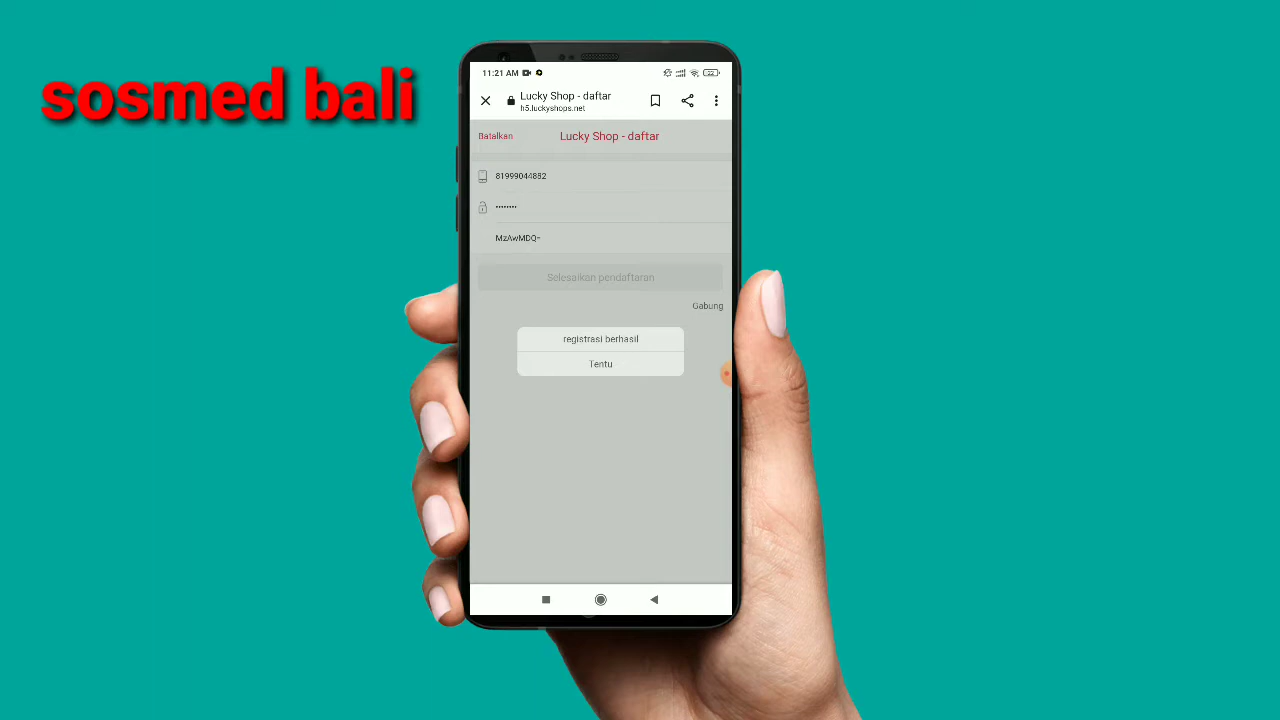 sosmed bali
11:21 AM
22
Lucky Shop - daftar
h5.luckyshops.net
Batalkan
Lucky Shop - daftar
81999044882
••••••••
MzAwMDQ=
Selesaikan pendaftaran
Gabung
registrasi berhasil
Tentu